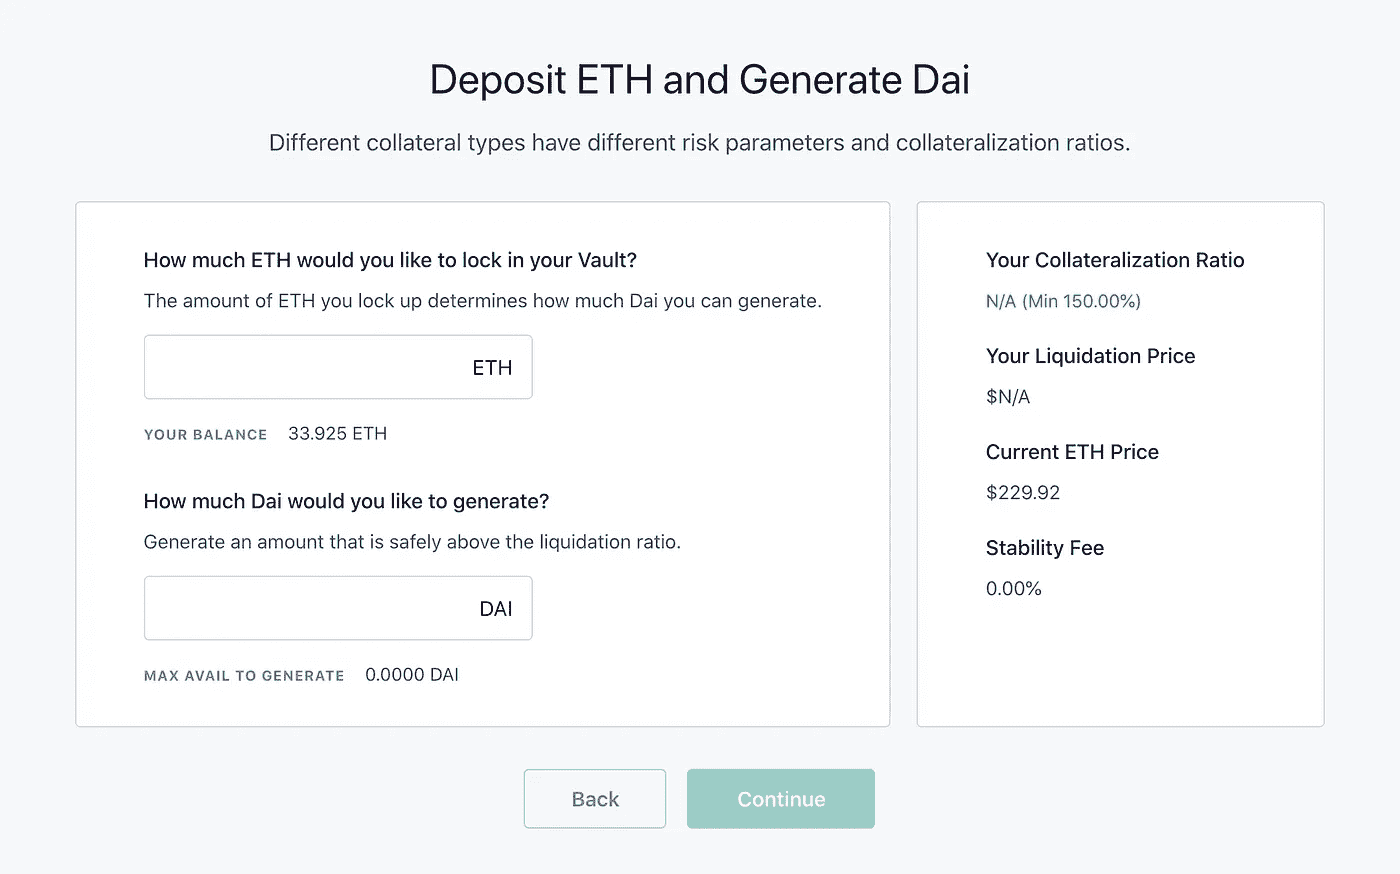 Deposit ETH and Generate Dai
Different collateral types have different risk parameters and collateralization ratios.
How much ETH would you like to lock in your Vault?
The amount of ETH you lock up determines how much Dai you can generate.
ETH
YOUR BALANCE 33.925 ETH
How much Dai would you like to generate?
Generate an amount that is safely above the liquidation ratio.
DAI
MAX AVAIL TO GENERATE 0.0000 DAI
Your Collateralization Ratio
N/A (Min 150.00%)
Your Liquidation Price
$N/A
Current ETH Price
$229.92
Stability Fee
0.00%
Back
Continue